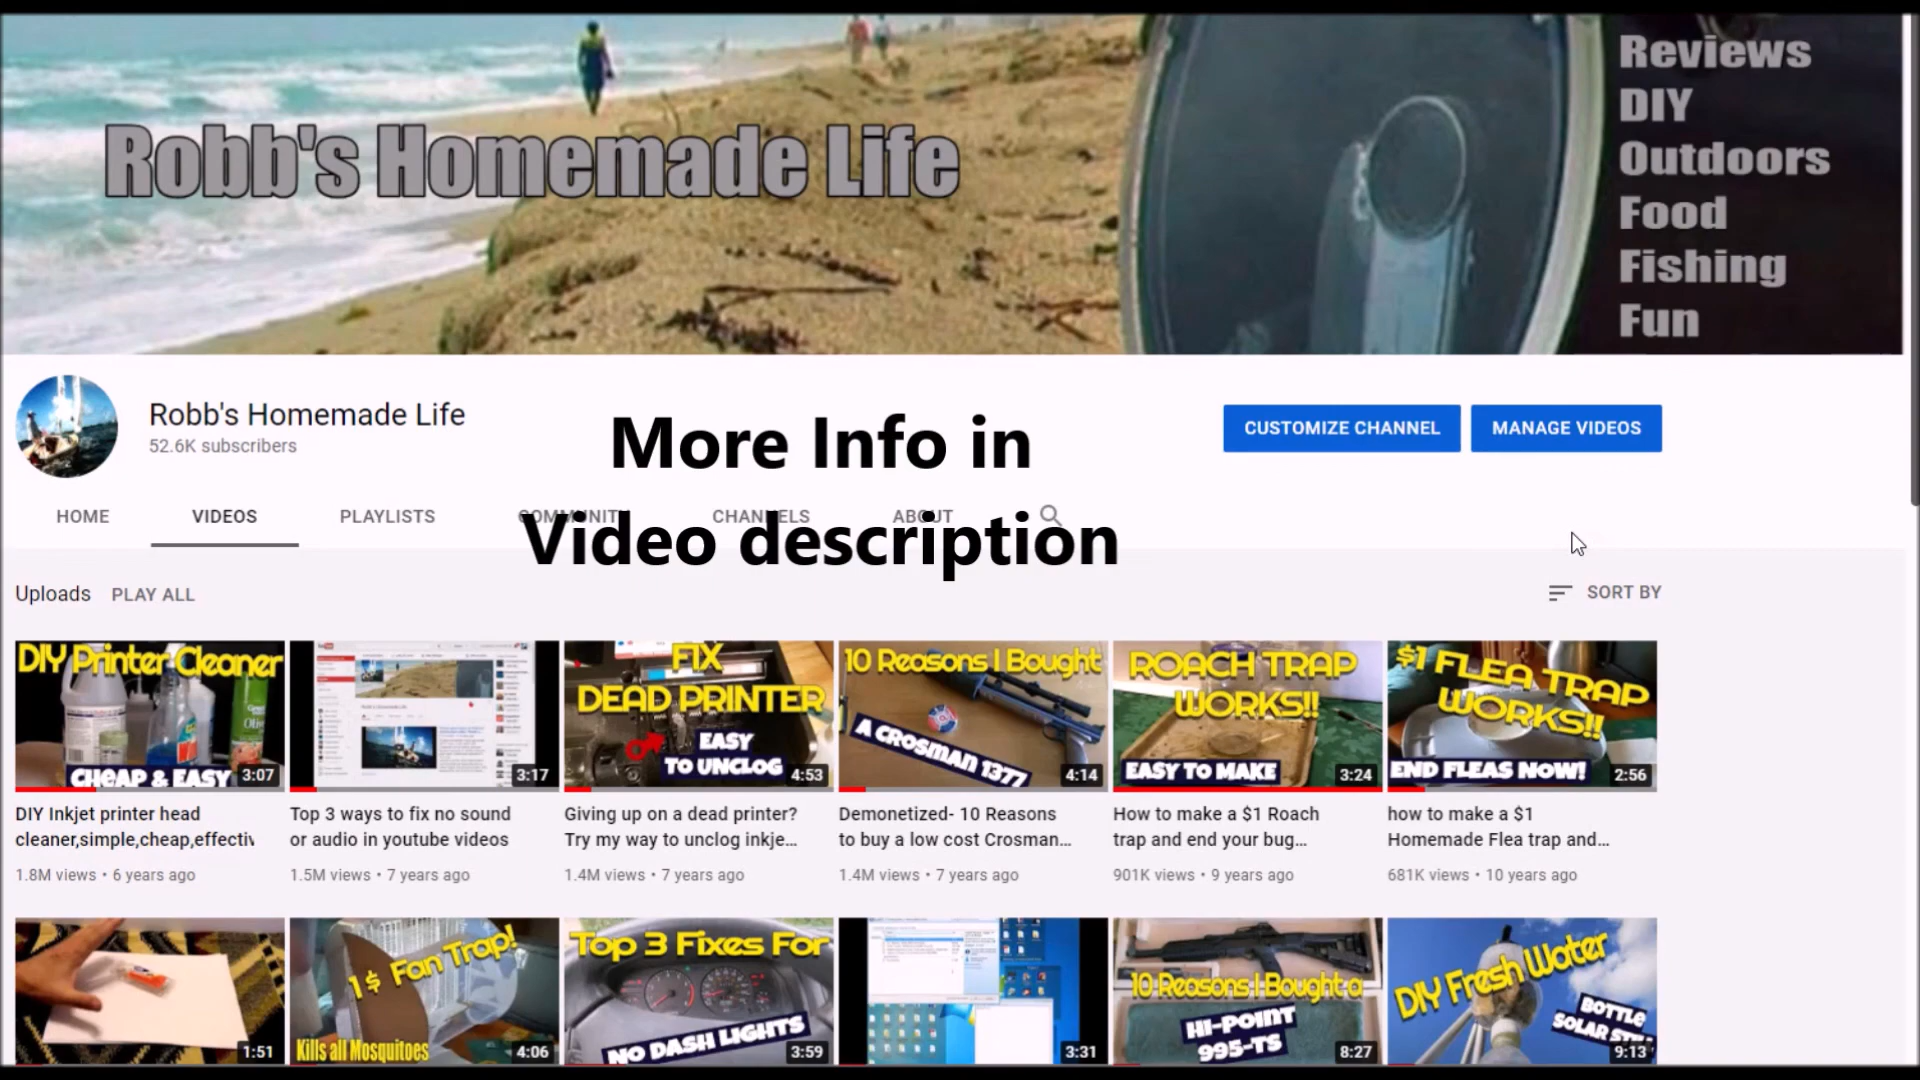 Robb's Homemade Life
Reviews
DIY
Outdoors
Food
Fishing
Fun
Robb's Homemade Life
52.6K subscribers
More Info in
Video description
CUSTOMIZE CHANNEL
MANAGE VIDEOS
HOME
VIDEOS
PLAYLISTS
COMMUNITY
CHANNELS
ABOUT
Uploads
PLAY ALL
SORT BY
DIY Printer Cleaner
CHEAP & EASY
3:07
3:17
FIX
DEAD PRINTER
EASY
TO UNCLOG
4:53
10 Reasons I Bought
A CROSMAN 1377
4:14
ROACH TRAP
WORKS!!
EASY TO MAKE
3:24
$1 FLEA TRAP
WORKS!!
END FLEAS NOW!
2:56
DIY Inkjet printer head
cleaner,simple,cheap,effectiv
1.8M views • 6 years ago
Top 3 ways to fix no sound
or audio in youtube videos
1.5M views • 7 years ago
Giving up on a dead printer?
Try my way to unclog inkje...
1.4M views • 7 years ago
Demonetized- 10 Reasons
to buy a low cost Crosman...
1.4M views • 7 years ago
How to make a $1 Roach
trap and end your bug...
901K views • 9 years ago
how to make a $1
Homemade Flea trap and...
681K views • 10 years ago
1:51
1$ Fan Trap!
Kills all Mosquitoes
4:06
Top 3 Fixes For
NO DASH LIGHTS
3:59
3:31
10 Reasons I Bought a
HI-POINT
995-TS
8:27
DIY Fresh Water
BOTTLE
SOLAR
9:13